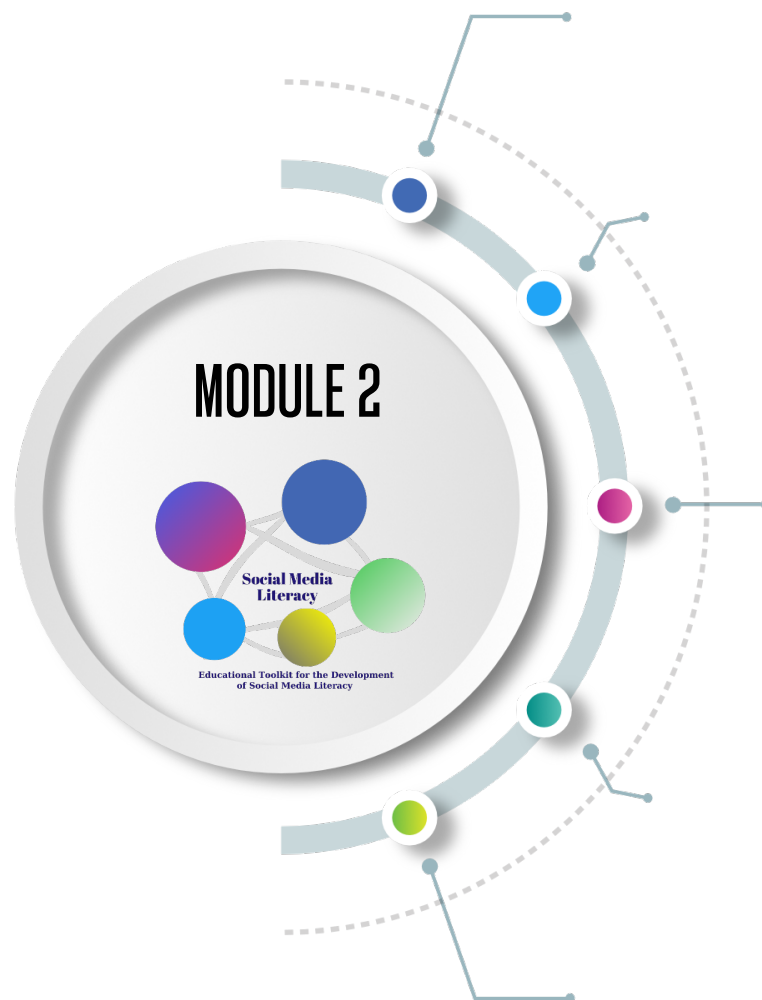 MODULE 2
Social Media
Literacy
Educational Toolkit for the Development
of Social Media Literacy